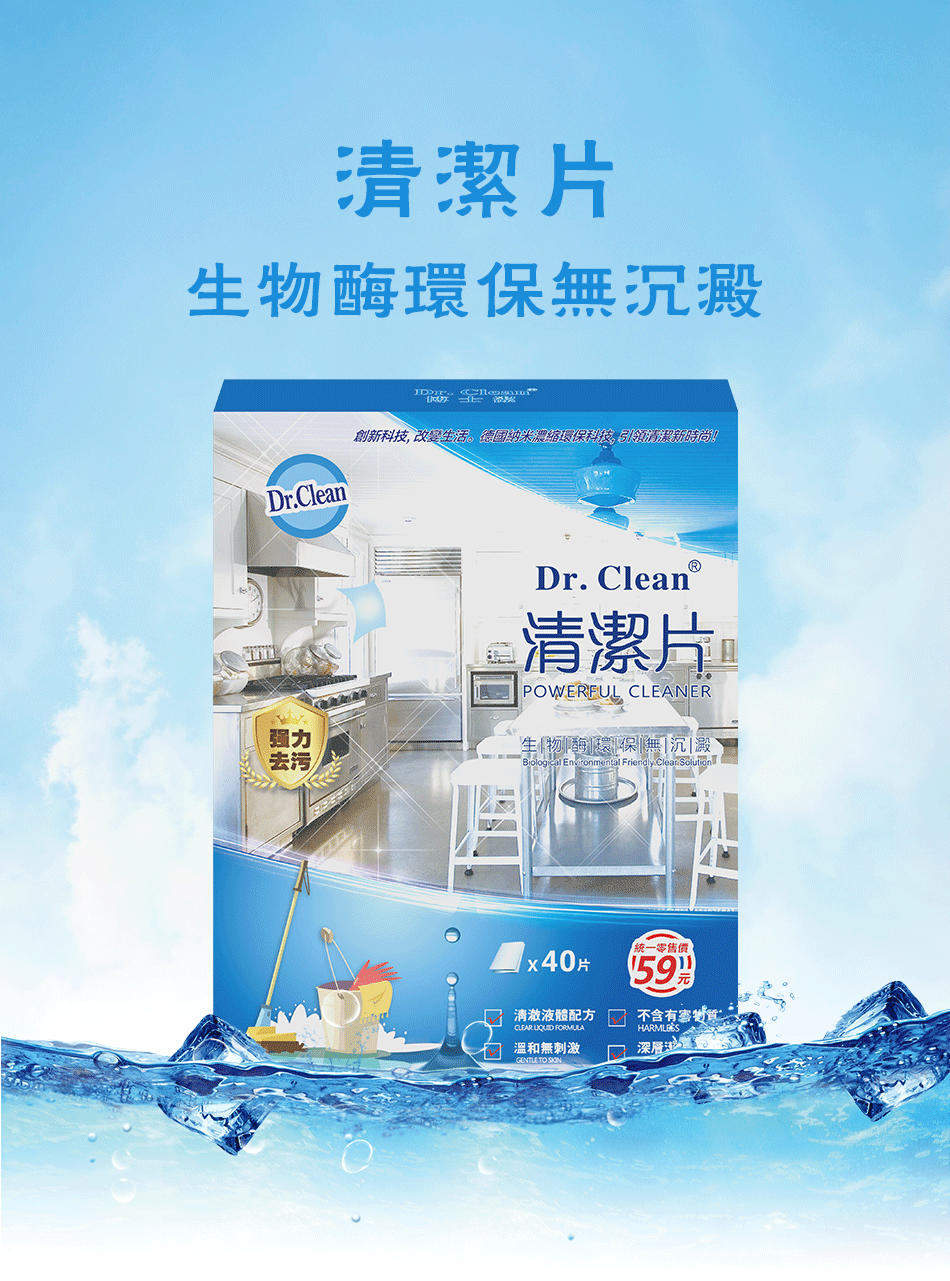 清潔片
生物酶環保無沉澱
Dr. Clean®
博士潔
創新科技, 改變生活。德國納米濃縮環保科技, 引領清潔新時尚!
Dr.Clean
Dr. Clean®
清潔片
POWERFUL CLEANER
强力
去污
生|物|酶|環|保|無|沉|澱
Biological Environmental Friendly Clear Solution
x40片
統一零售價
59元
清澈液體配方
CLEAR LIQUID FORMULA
不含有害物質
HARMLESS
溫和無刺激
GENTLE TO SKIN
深層